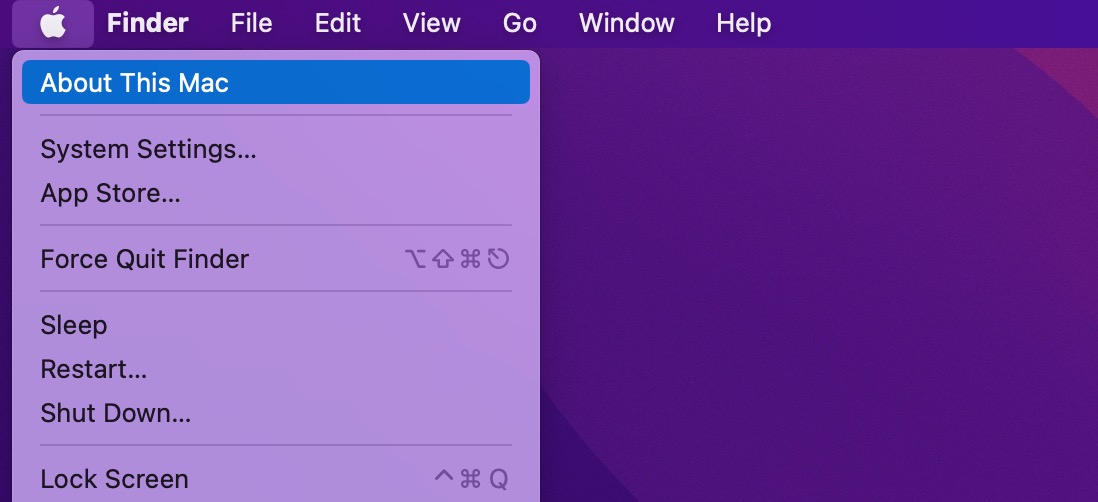 Finder File Edit View Go Window Help
About This Mac
System Settings...
App Store...
Force Quit Finder ⌥⇧⌘⎋
Sleep
Restart...
Shut Down...
Lock Screen ^⌘Q